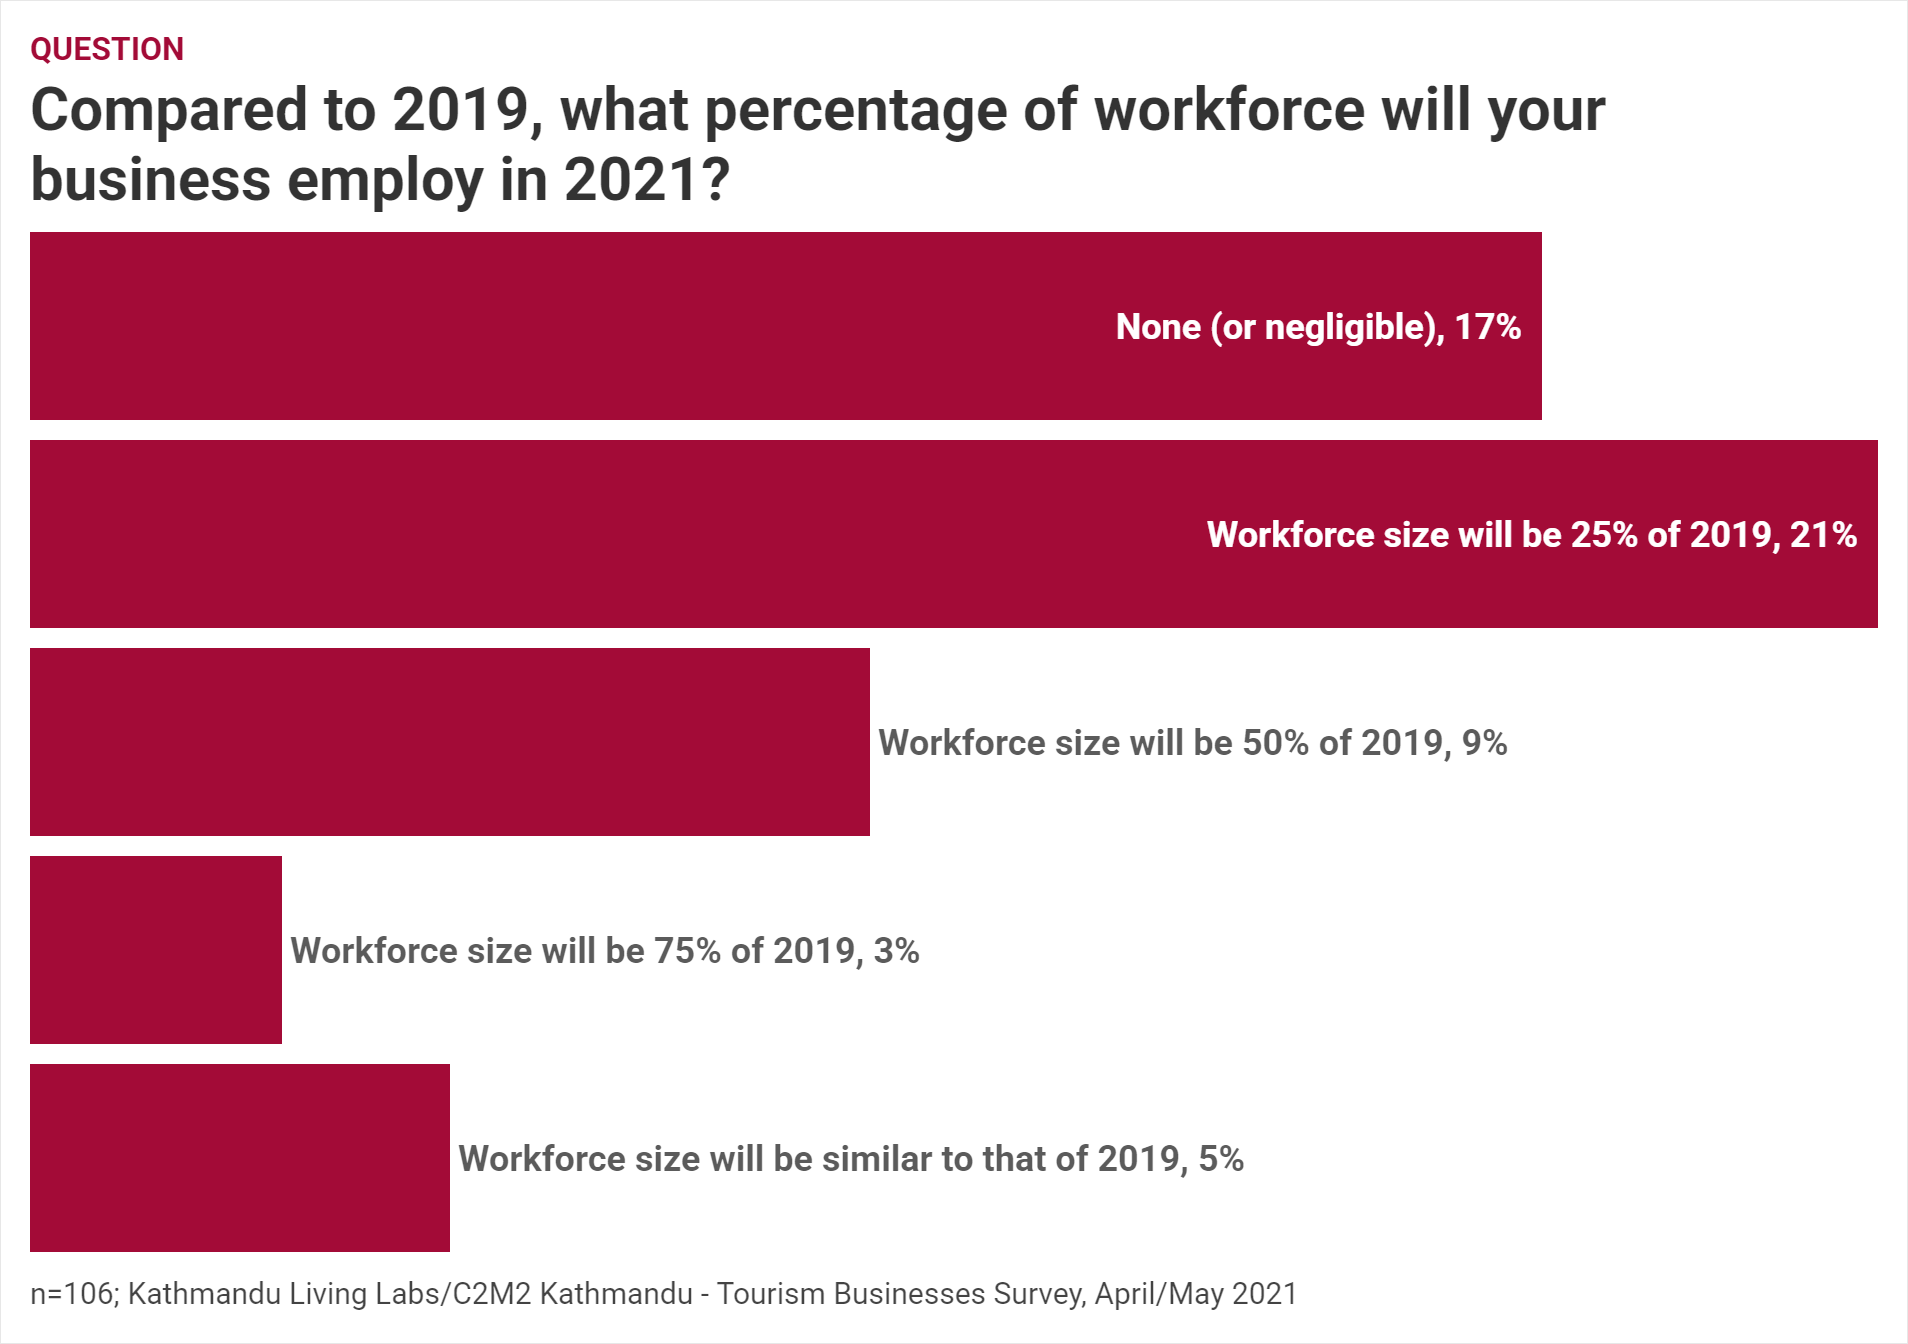 QUESTION
Compared to 2019, what percentage of workforce will your
business employ in 2021?
None (or negligible), 17%
Workforce size will be 25% of 2019, 21%
Workforce size will be 50% of 2019, 9%
Workforce size will be 75% of 2019, 3%
Workforce size will be similar to that of 2019, 5%
n=106; Kathmandu Living Labs/C2M2 Kathmandu - Tourism Businesses Survey, April/May 2021